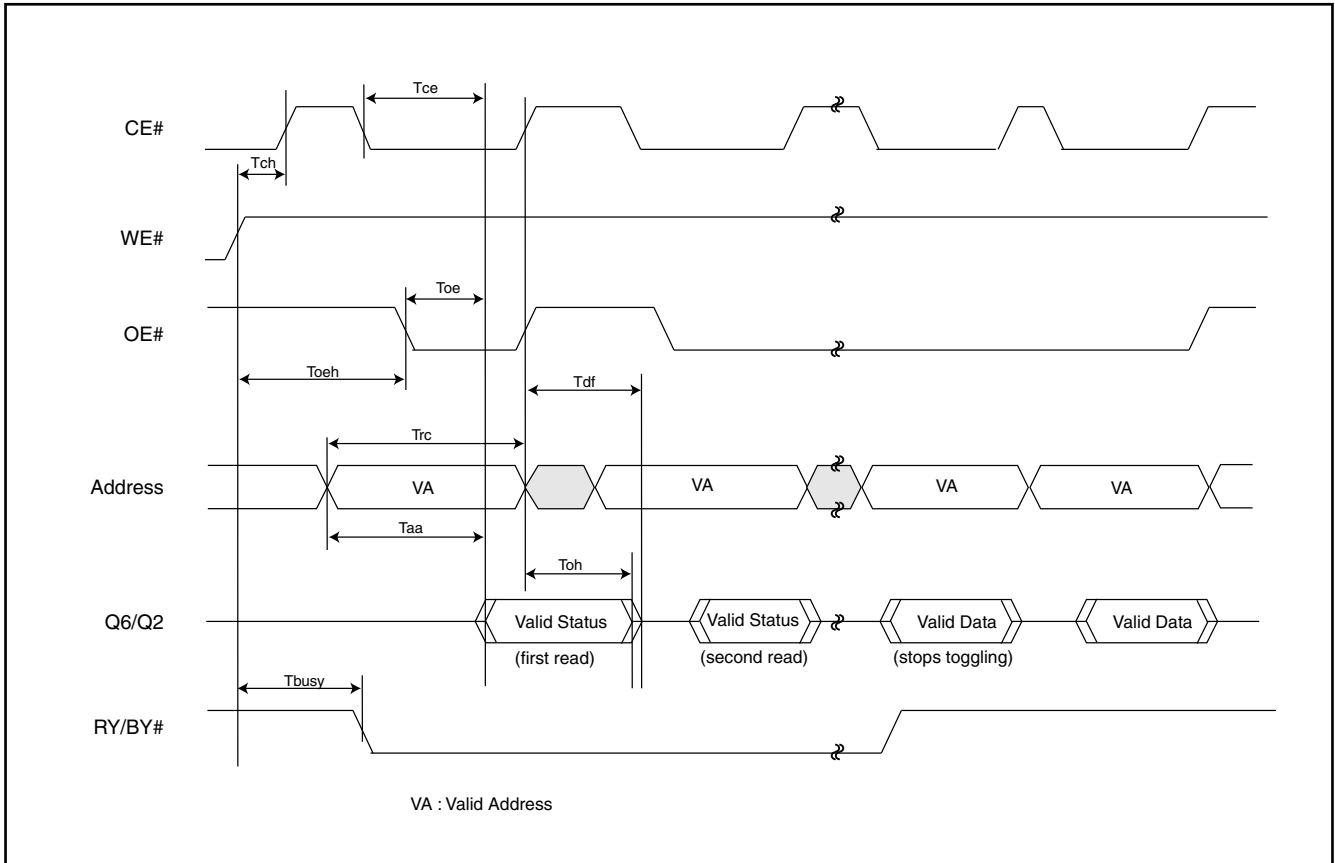 Tce
CE#
Tch
WE#
Toe
OE#
Toeh
Tdf
Trc
Address
VA
VA
VA
VA
Taa
Toh
Q6/Q2
Valid Status
Valid Status
Valid Data
Valid Data
(first read)
(second read)
(stops toggling)
Tbusy
RY/BY#
VA : Valid Address